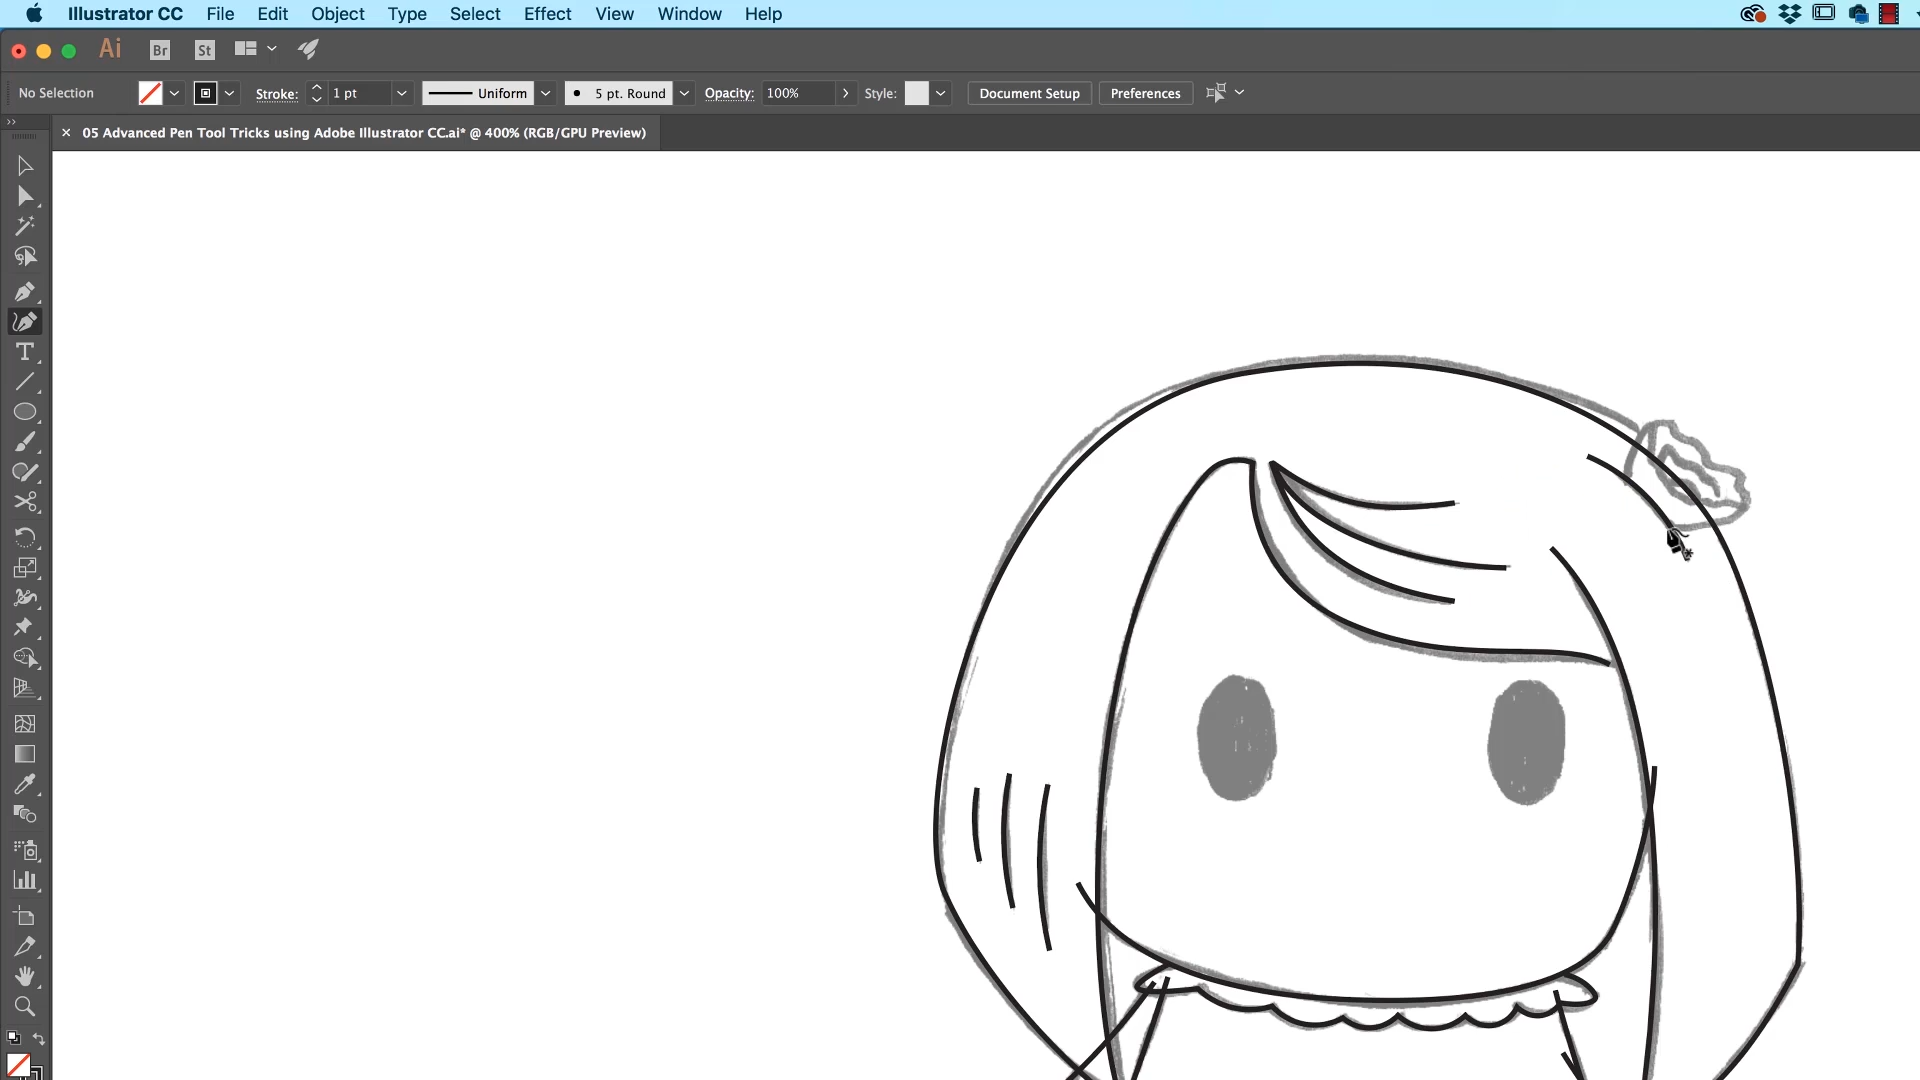 Illustrator CC File Edit Object Type Select Effect View Window Help
Ai Br St
No Selection Stroke: 1 pt Uniform 5 pt. Round Opacity: 100% Style: Document Setup Preferences
× 05 Advanced Pen Tool Tricks using Adobe Illustrator CC.ai* @ 400% (RGB/GPU Preview)